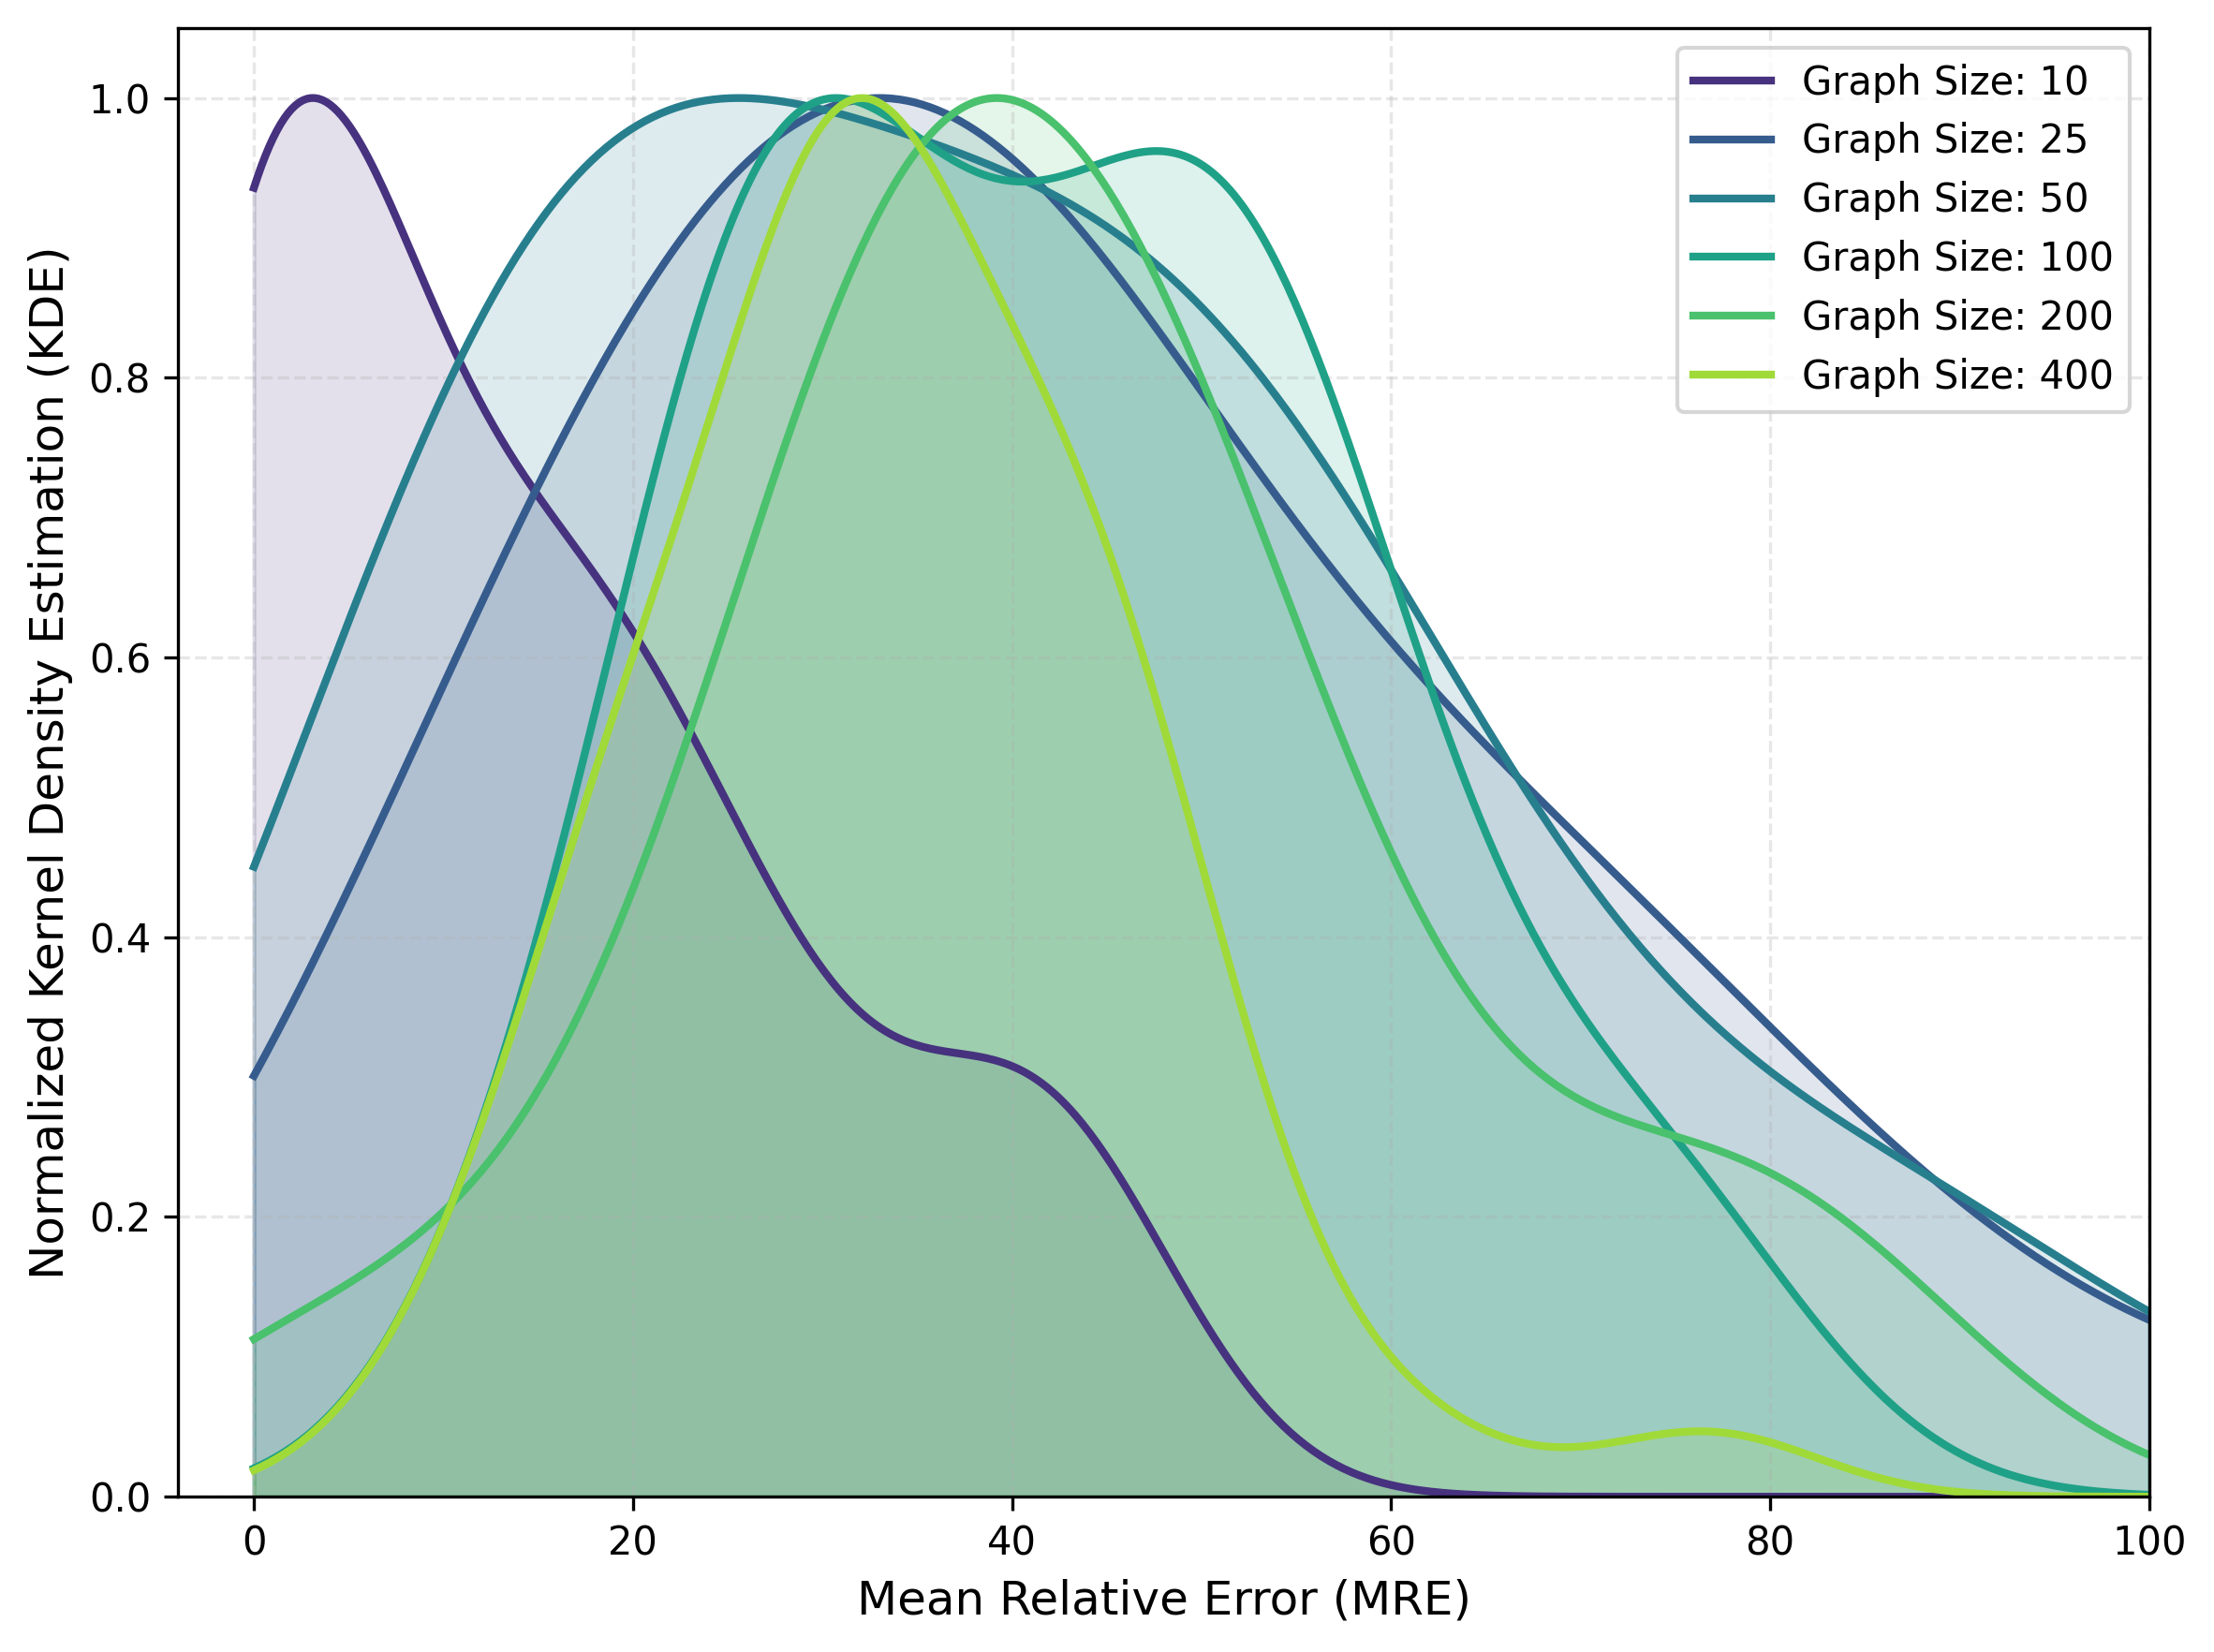 Normalized Kernel Density Estimation (KDE)
1.0
0.8
0.6
0.4
0.2
0.0
Graph Size: 10
Graph Size: 25
Graph Size: 50
Graph Size: 100
Graph Size: 200
Graph Size: 400
0 20 40 60 80 100
Mean Relative Error (MRE)